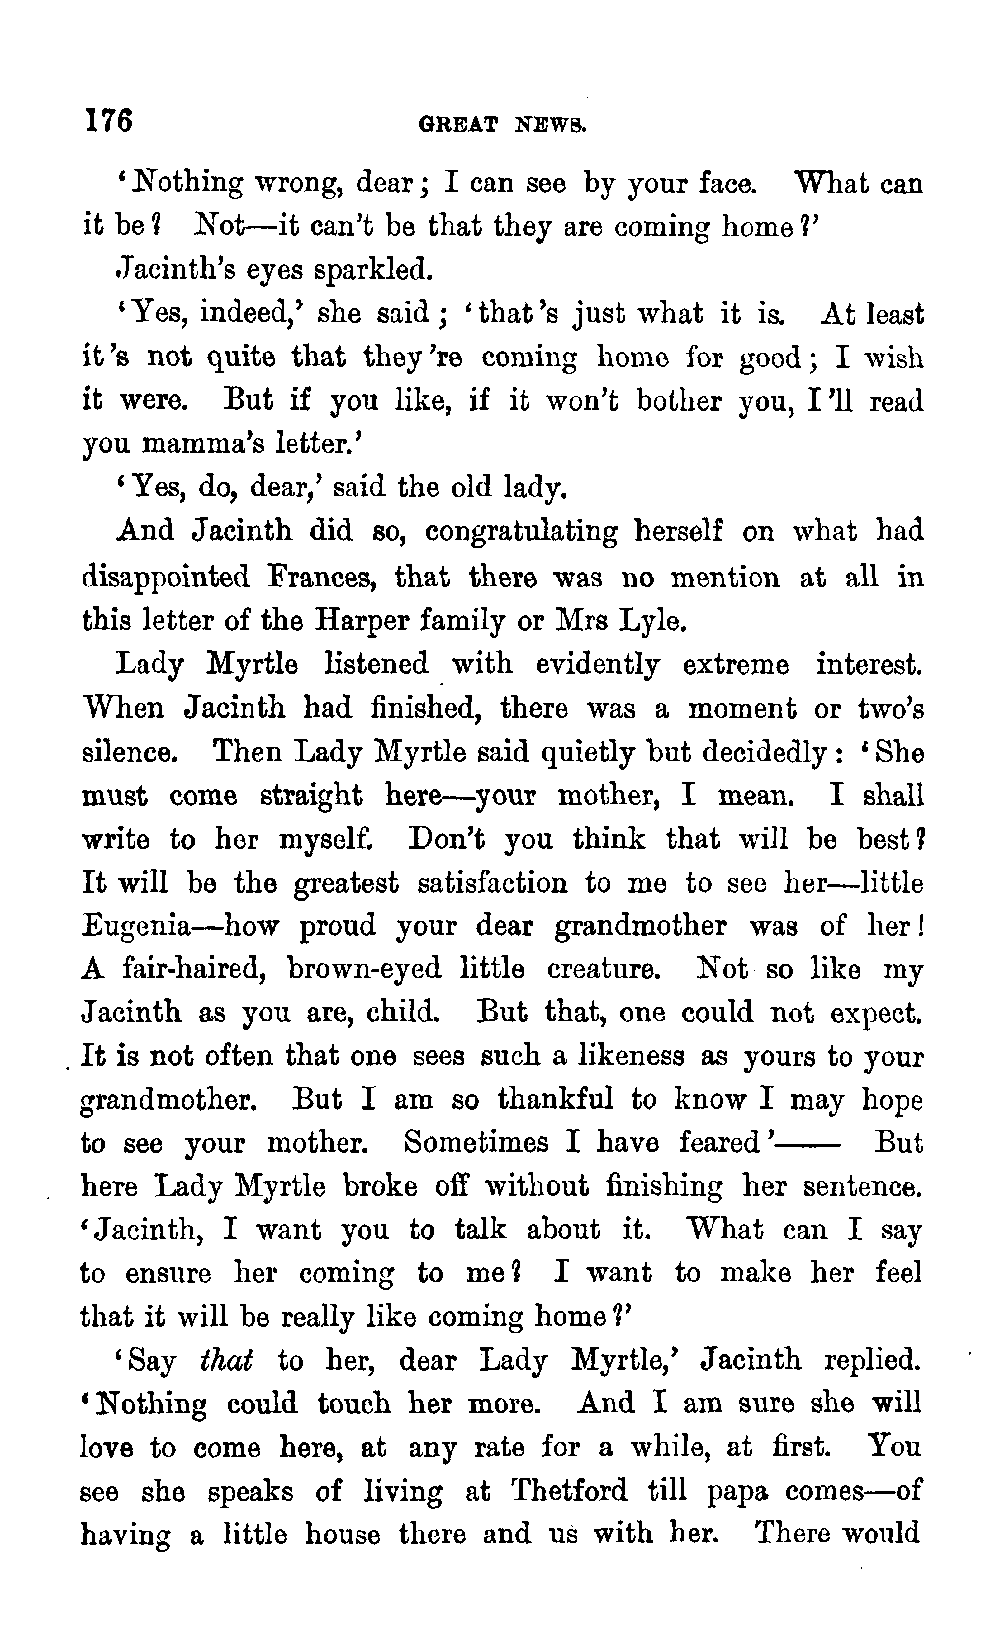 176 GREAT NEWS.
‘Nothing wrong, dear; I can see by your face. What can
it be? Not—it can't be that they are coming home?’
Jacinth's eyes sparkled.
‘Yes, indeed,’ she said; ‘that's just what it is. At least
it's not quite that they're coming home for good; I wish
it were. But if you like, if it won't bother you, I'll read
you mamma's letter.’
‘Yes, do, dear,’ said the old lady.
And Jacinth did so, congratulating herself on what had
disappointed Frances, that there was no mention at all in
this letter of the Harper family or Mrs Lyle.
Lady Myrtle listened with evidently extreme interest.
When Jacinth had finished, there was a moment or two's
silence. Then Lady Myrtle said quietly but decidedly: ‘She
must come straight here—your mother, I mean. I shall
write to her myself. Don't you think that will be best?
It will be the greatest satisfaction to me to see her—little
Eugenia—how proud your dear grandmother was of her!
A fair-haired, brown-eyed little creature. Not so like my
Jacinth as you are, child. But that, one could not expect.
It is not often that one sees such a likeness as yours to your
grandmother. But I am so thankful to know I may hope
to see your mother. Sometimes I have feared’—— But
here Lady Myrtle broke off without finishing her sentence.
‘Jacinth, I want you to talk about it. What can I say
to ensure her coming to me? I want to make her feel
that it will be really like coming home?’
‘Say that to her, dear Lady Myrtle,’ Jacinth replied.
‘Nothing could touch her more. And I am sure she will
love to come here, at any rate for a while, at first. You
see she speaks of living at Thetford till papa comes—of
having a little house there and us with her. There would